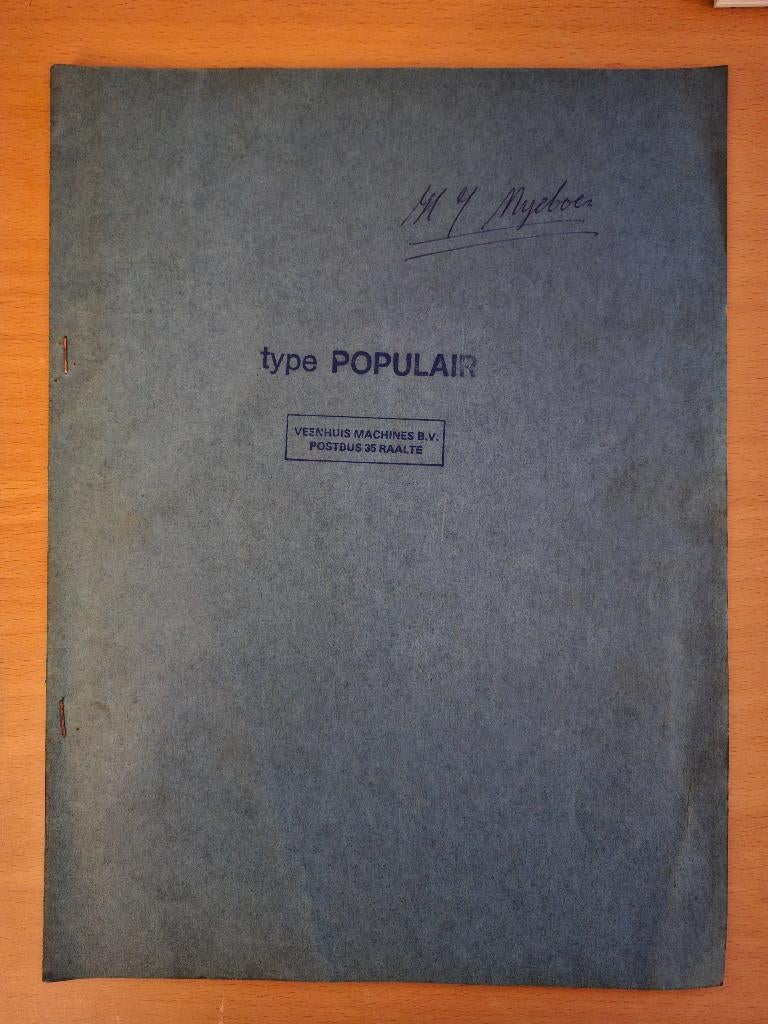 H J Nyeboer
type POPULAIR
VEENHUIS MACHINES B.V.
POSTBUS 35 RAALTE